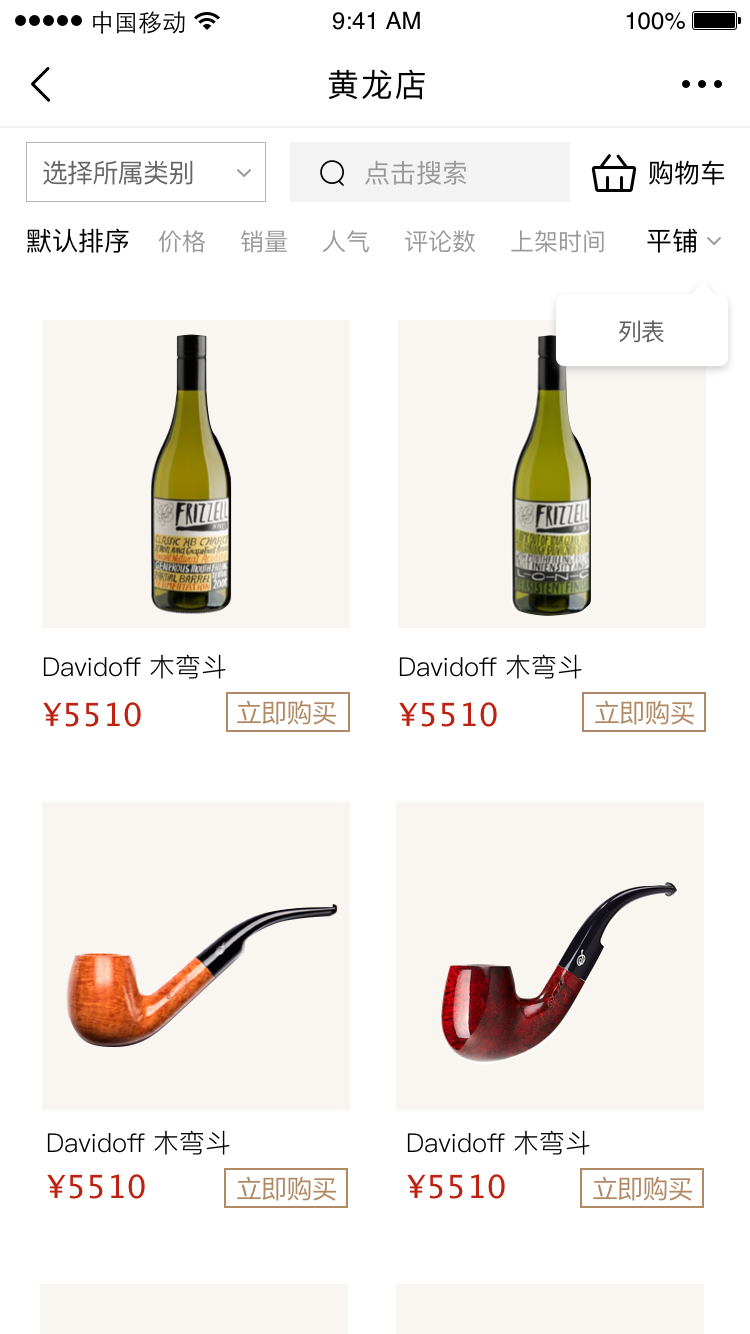 中国移动 9:41 AM 100%
黄龙店
选择所属类别 点击搜索 购物车
默认排序 价格 销量 人气 评论数 上架时间 平铺
列表
FRIZZELL
FRIZZELL
L-O-N-G
PERSISTENT FINISH
PARTIAL BARREL
Davidoff 木弯斗 Davidoff 木弯斗
¥5510 立即购买 ¥5510 立即购买
Davidoff 木弯斗 Davidoff 木弯斗
¥5510 立即购买 ¥5510 立即购买